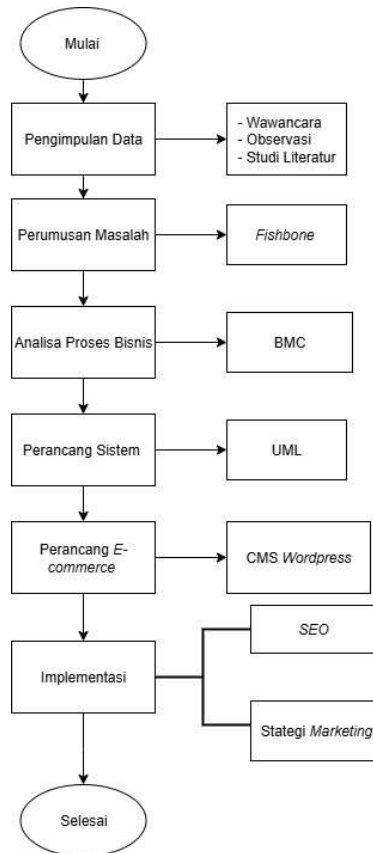 Mulai
Pengimpulan Data
- Wawancara
- Observasi
- Studi Literatur
Perumusan Masalah
Fishbone
Analisa Proses Bisnis
BMC
Perancang Sistem
UML
Perancang E-
commerce
CMS Wordpress
SEO
Implementasi
Stategi Marketing
Selesai